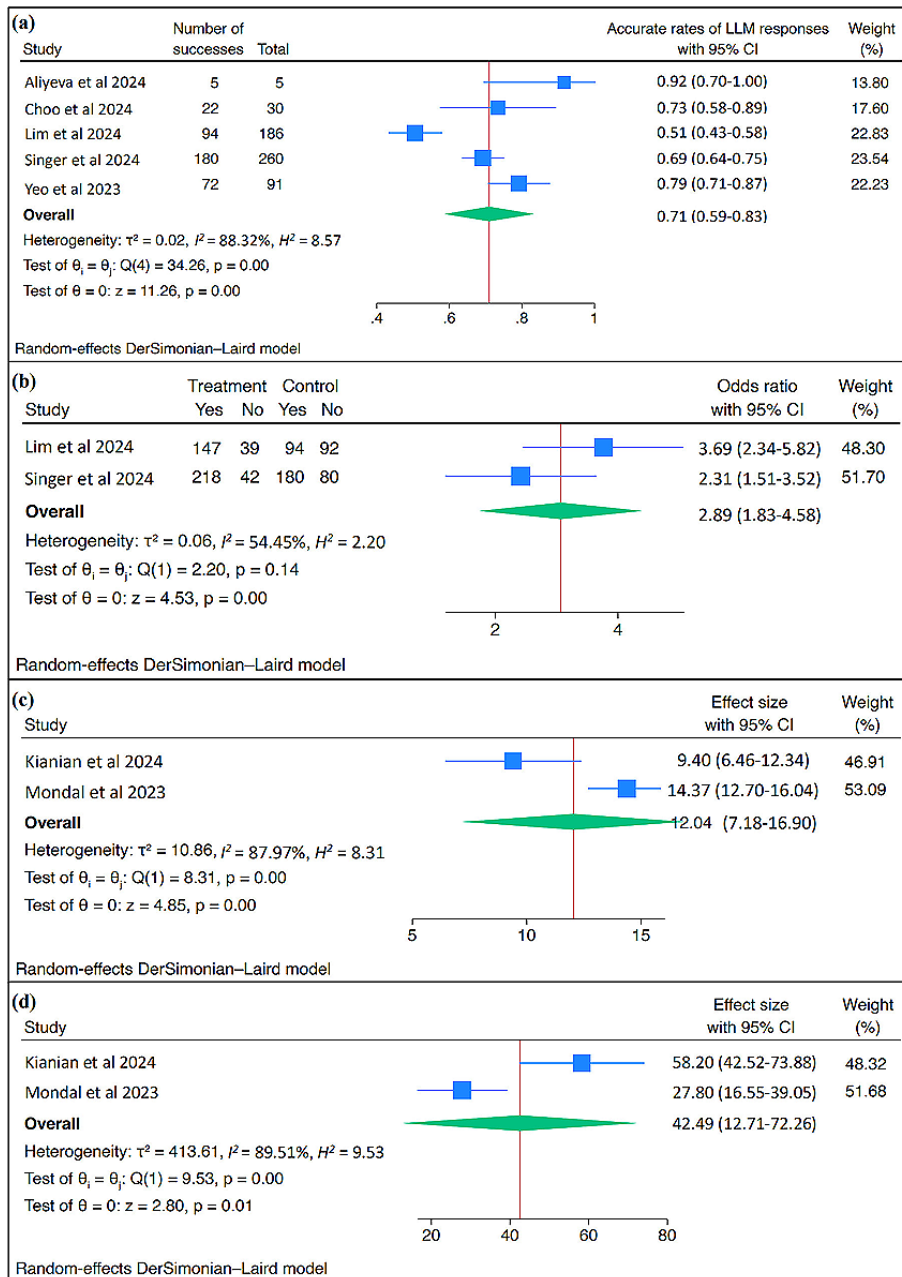 (a)
Number of successes Total Accurate rates of LLM responses with 95% CI Weight (%)
Study
Aliyeva et al 2024 5 5 0.92 (0.70-1.00) 13.80
Choo et al 2024 22 30 0.73 (0.58-0.89) 17.60
Lim et al 2024 94 186 0.51 (0.43-0.58) 22.83
Singer et al 2024 180 260 0.69 (0.64-0.75) 23.54
Yeo et al 2023 72 91 0.79 (0.71-0.87) 22.23
Overall 0.71 (0.59-0.83)
Heterogeneity: τ² = 0.02, I² = 88.32%, H² = 8.57
Test of θi = θj: Q(4) = 34.26, p = 0.00
Test of θ = 0: z = 11.26, p = 0.00
.4 .6 .8 1
Random-effects DerSimonian–Laird model
(b)
Treatment Control Odds ratio Weight
Study Yes No Yes No with 95% CI (%)
Lim et al 2024 147 39 94 92 3.69 (2.34-5.82) 48.30
Singer et al 2024 218 42 180 80 2.31 (1.51-3.52) 51.70
Overall 2.89 (1.83-4.58)
Heterogeneity: τ² = 0.06, I² = 54.45%, H² = 2.20
Test of θi = θj: Q(1) = 2.20, p = 0.14
Test of θ = 0: z = 4.53, p = 0.00
2 4
Random-effects DerSimonian–Laird model
(c)
Effect size Weight
Study with 95% CI (%)
Kianian et al 2024 9.40 (6.46-12.34) 46.91
Mondal et al 2023 14.37 (12.70-16.04) 53.09
Overall 12.04 (7.18-16.90)
Heterogeneity: τ² = 10.86, I² = 87.97%, H² = 8.31
Test of θi = θj: Q(1) = 8.31, p = 0.00
Test of θ = 0: z = 4.85, p = 0.00
5 10 15
Random-effects DerSimonian–Laird model
(d)
Effect size Weight
Study with 95% CI (%)
Kianian et al 2024 58.20 (42.52-73.88) 48.32
Mondal et al 2023 27.80 (16.55-39.05) 51.68
Overall 42.49 (12.71-72.26)
Heterogeneity: τ² = 413.61, I² = 89.51%, H² = 9.53
Test of θi = θj: Q(1) = 9.53, p = 0.00
Test of θ = 0: z = 2.80, p = 0.01
20 40 60 80
Random-effects DerSimonian–Laird model